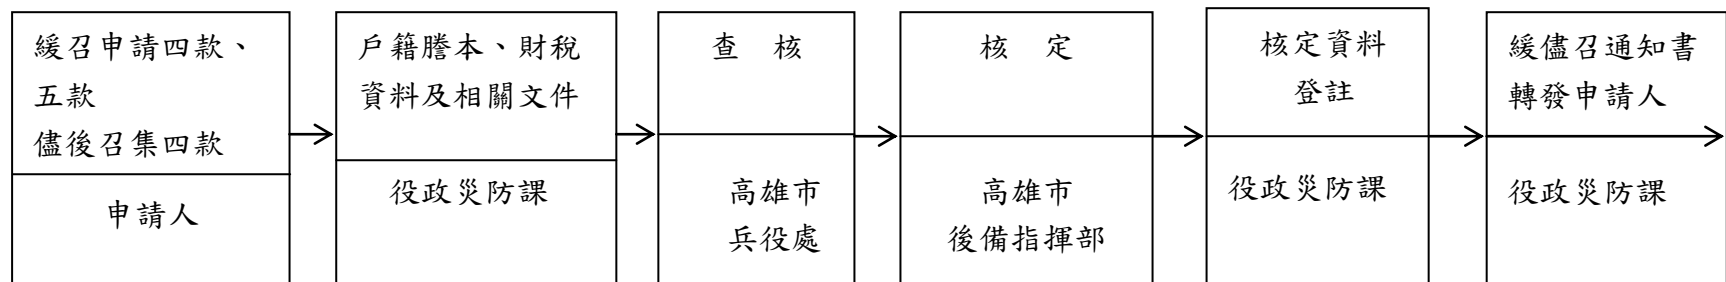 緩召申請四款、
五款
儘後召集四款
申請人
戶籍謄本、財稅
資料及相關文件
役政災防課
查 核
高雄市
兵役處
核 定
高雄市
後備指揮部
核定資料
登註
役政災防課
緩儘召通知書
轉發申請人
役政災防課